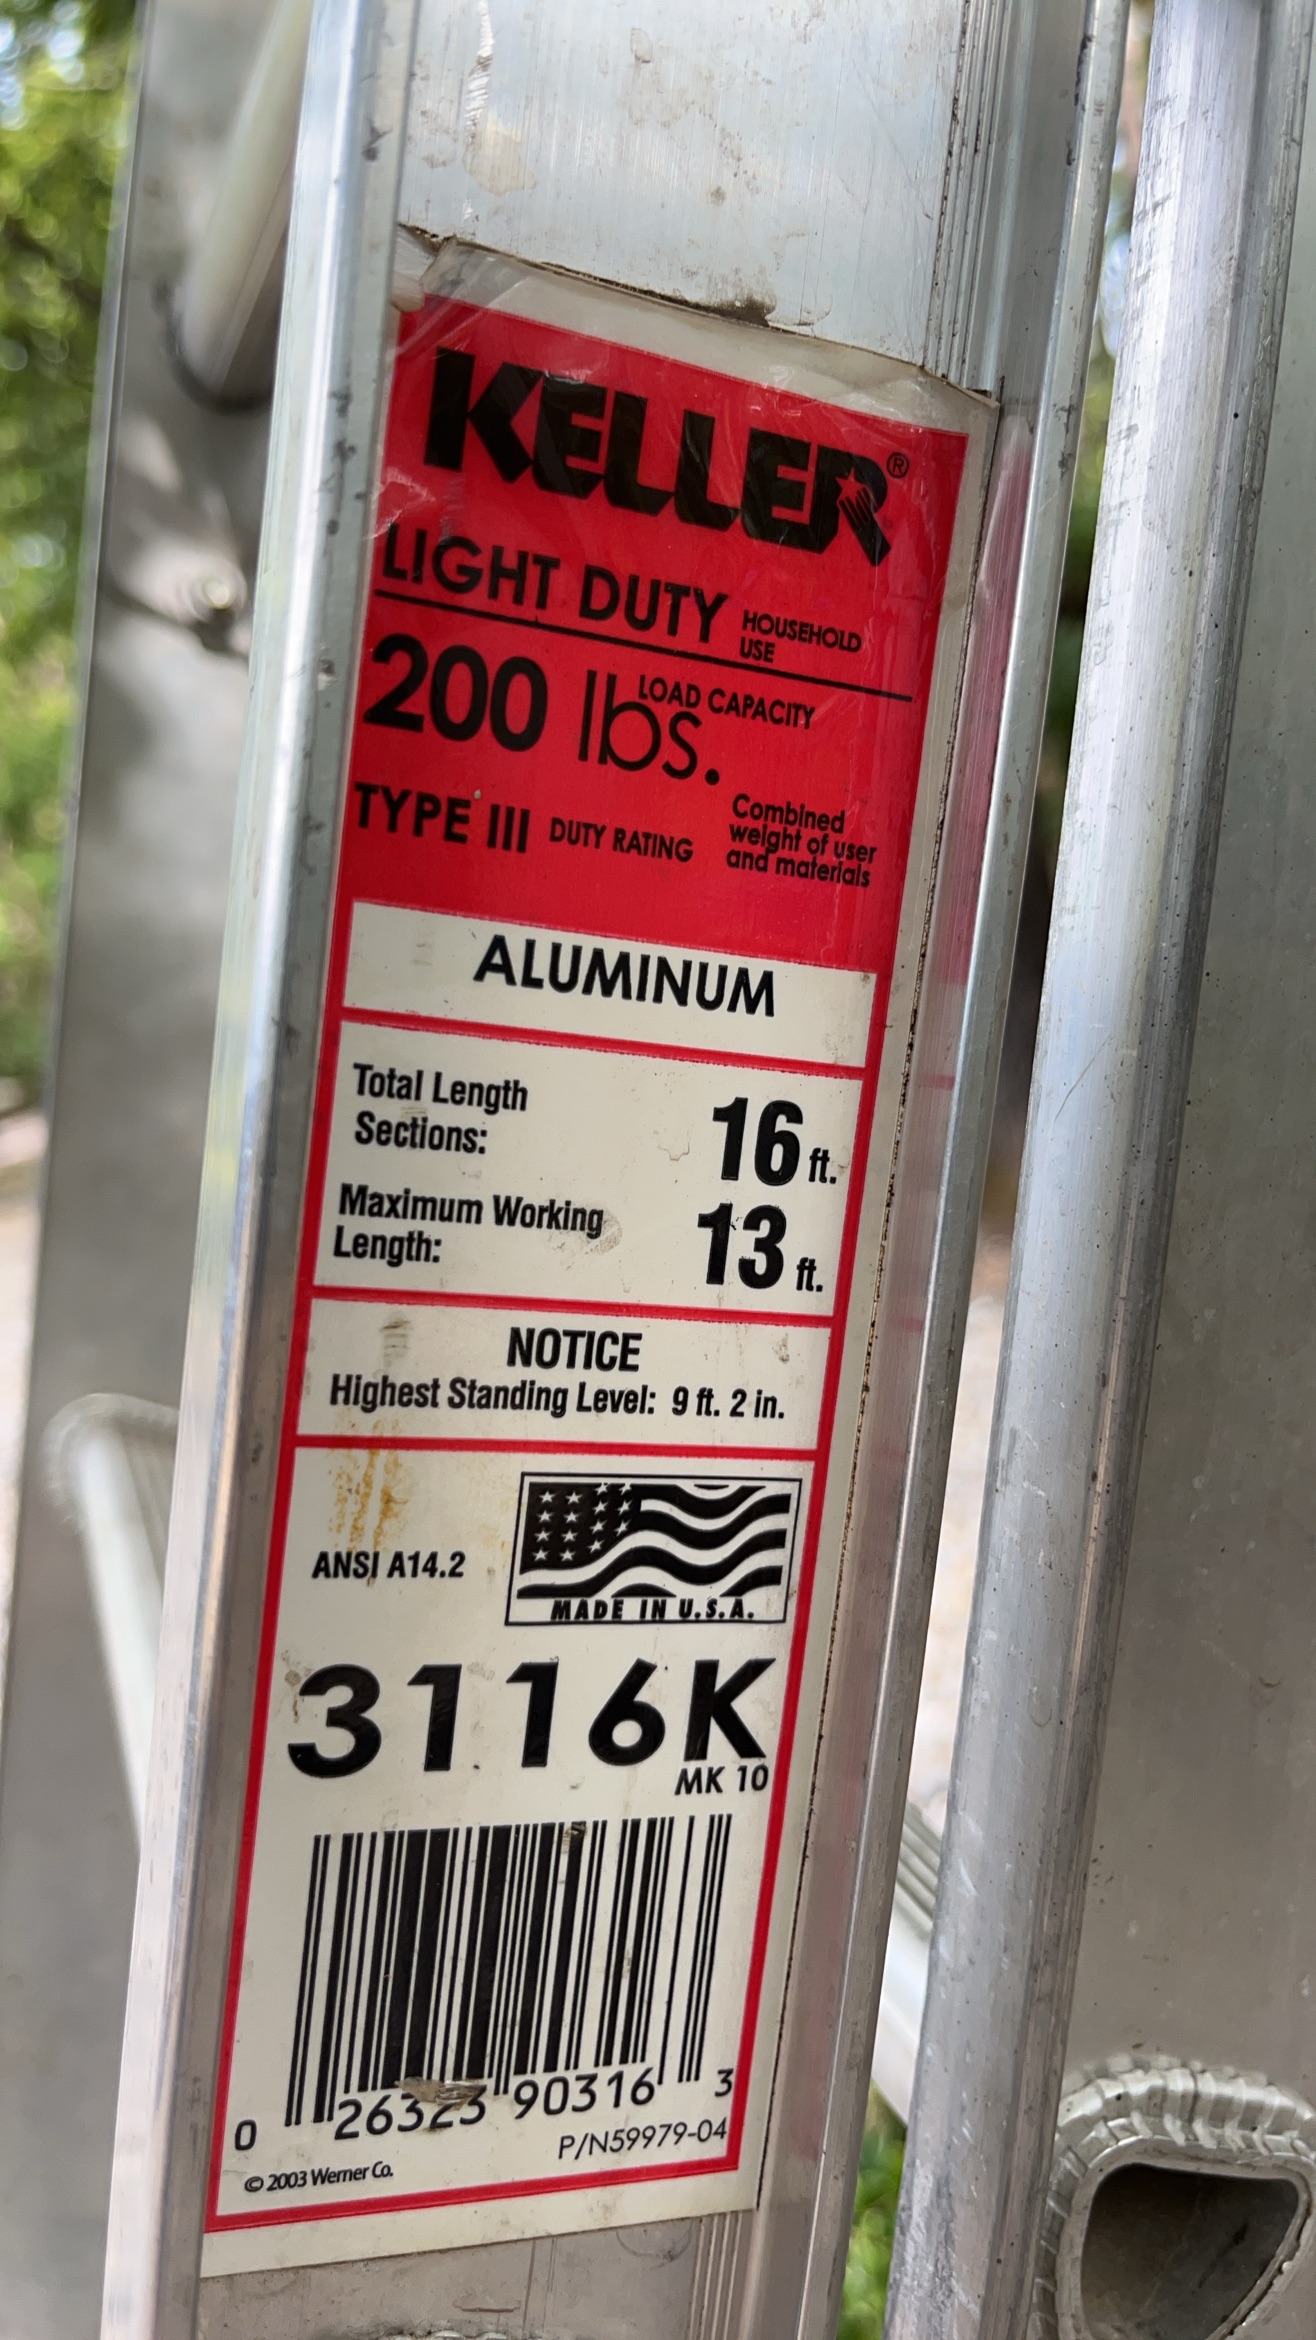 KELLER®
LIGHT DUTY HOUSEHOLD USE
200 lbs. LOAD CAPACITY
TYPE III DUTY RATING Combined weight of user and materials
ALUMINUM
Total Length
Sections: 16 ft.
Maximum Working
Length: 13 ft.
NOTICE
Highest Standing Level: 9 ft. 2 in.
ANSI A14.2
MADE IN U.S.A.
3116K
MK 10
0 26323 90316 3
P/N59979-04
© 2003 Werner Co.